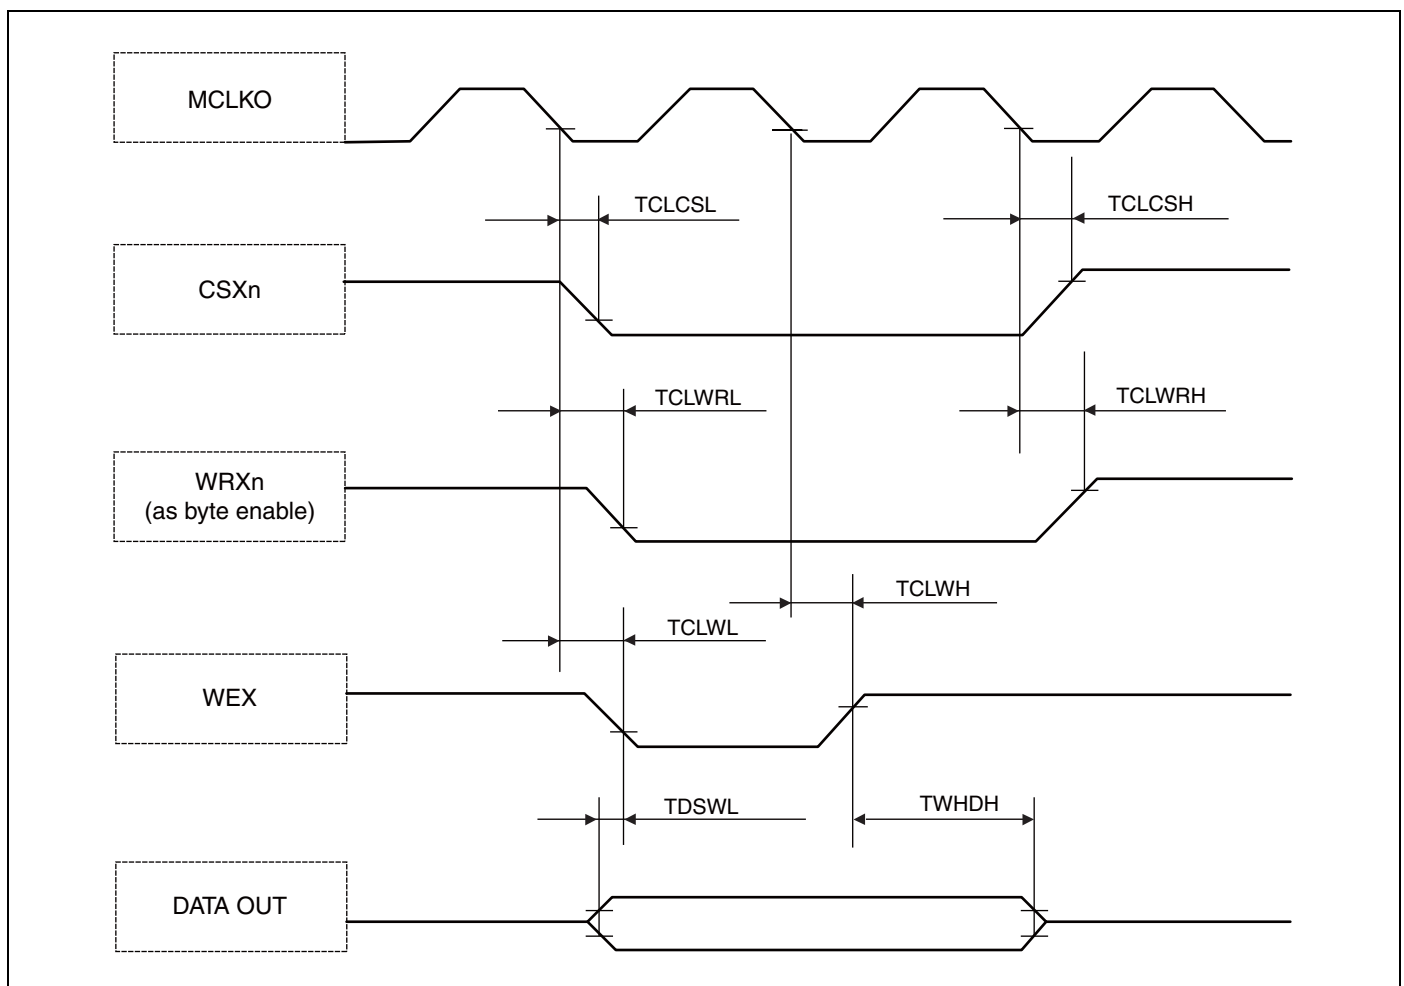 MCLKO
TCLCSL
TCLCSH
CSXn
TCLWRL
TCLWRH
WRXn
(as byte enable)
TCLWH
TCLWL
WEX
TDSWL
TWHDH
DATA OUT